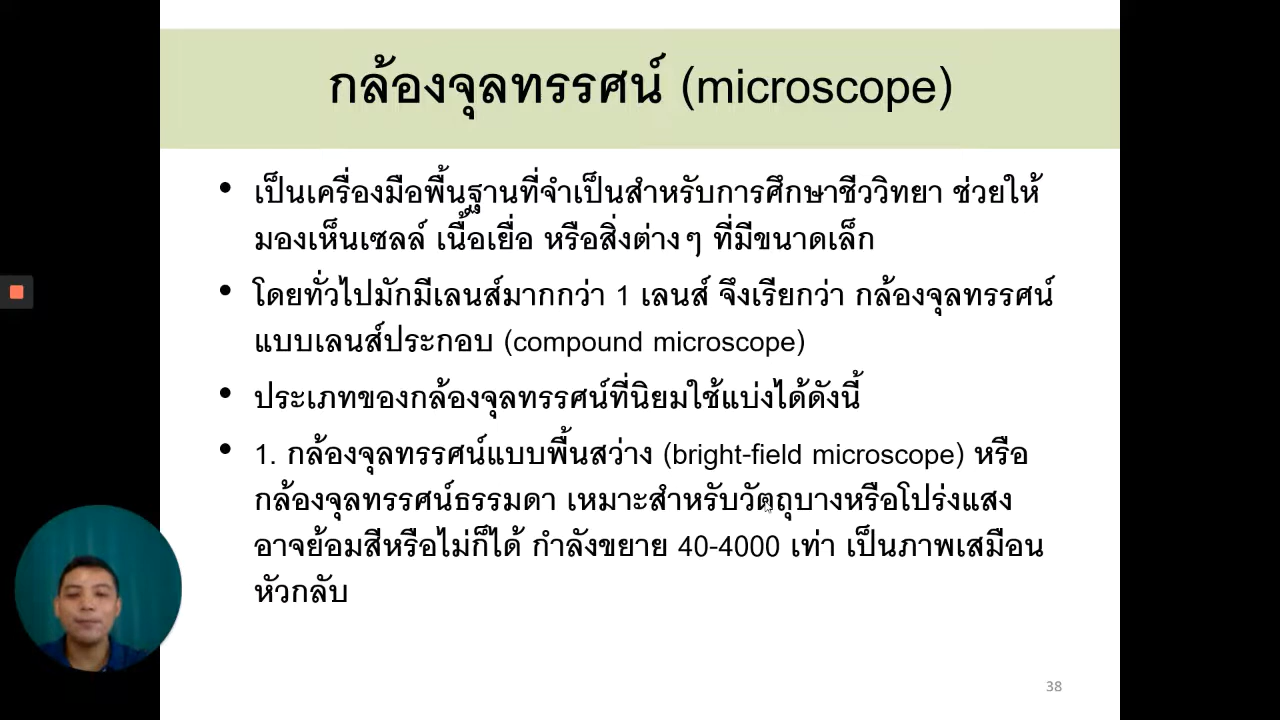 กล้องจุลทรรศน์ (microscope)
• เป็นเครื่องมือพื้นฐานที่จำเป็นสำหรับการศึกษาชีววิทยา ช่วยให้
มองเห็นเซลล์ เนื้อเยื่อ หรือสิ่งต่างๆ ที่มีขนาดเล็ก
• โดยทั่วไปมักมีเลนส์มากกว่า 1 เลนส์ จึงเรียกว่า กล้องจุลทรรศน์
แบบเลนส์ประกอบ (compound microscope)
• ประเภทของกล้องจุลทรรศน์ที่นิยมใช้แบ่งได้ดังนี้
• 1. กล้องจุลทรรศน์แบบพื้นสว่าง (bright-field microscope) หรือ
กล้องจุลทรรศน์ธรรมดา เหมาะสำหรับวัตถุบางหรือโปร่งแสง
อาจย้อมสีหรือไม่ก็ได้ กำลังขยาย 40-4000 เท่า เป็นภาพเสมือน
หัวกลับ
38